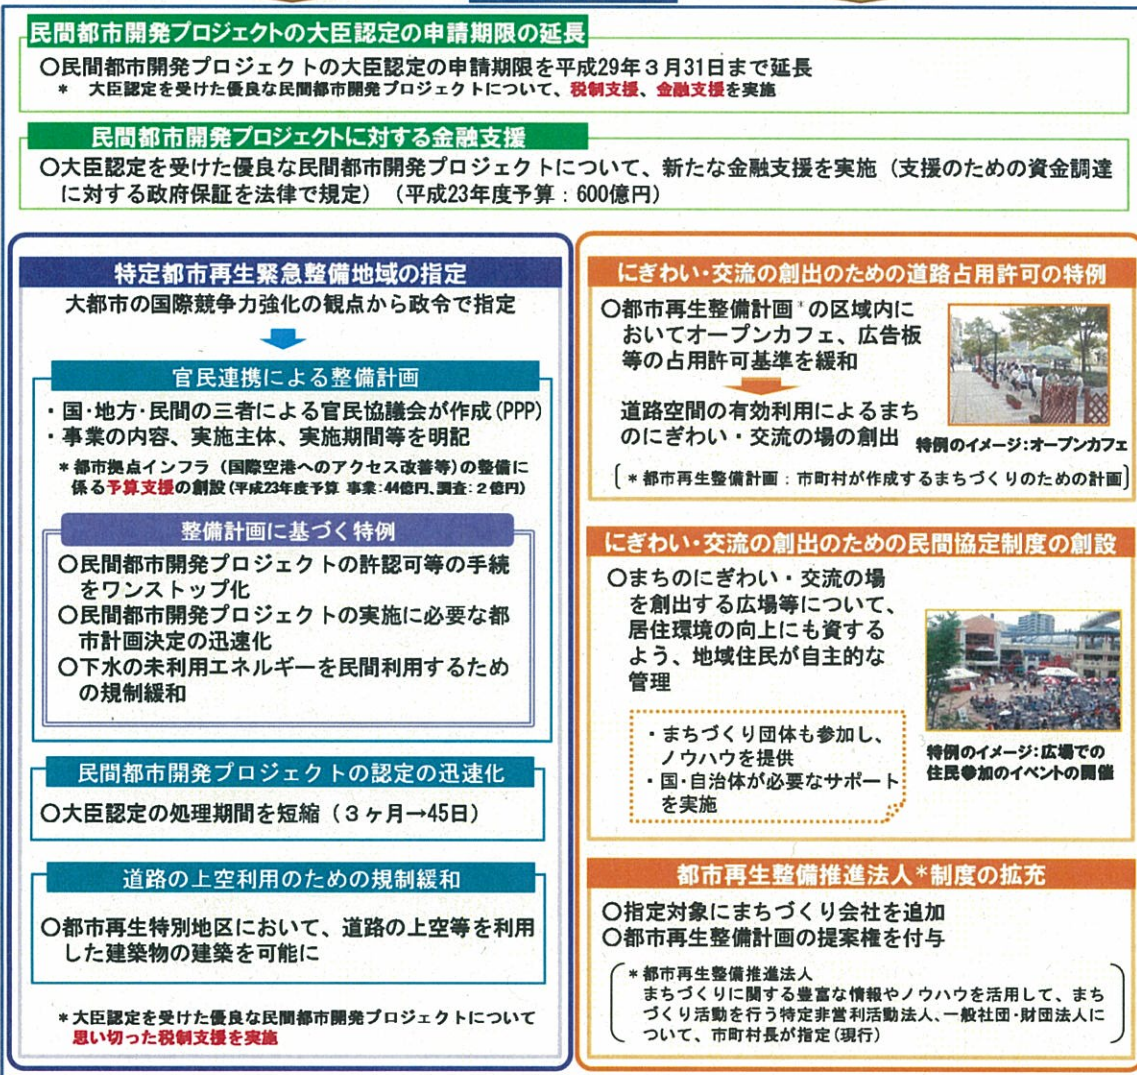 民間都市開発プロジェクトの大臣認定の申請期限の延長
○民間都市開発プロジェクトの大臣認定の申請期限を平成29年3月31日まで延長
* 大臣認定を受けた優良な民間都市開発プロジェクトについて、税制支援、金融支援を実施
民間都市開発プロジェクトに対する金融支援
○大臣認定を受けた優良な民間都市開発プロジェクトについて、新たな金融支援を実施（支援のための資金調達
に対する政府保証を法律で規定）（平成23年度予算：600億円）
特定都市再生緊急整備地域の指定
大都市の国際競争力強化の観点から政令で指定
官民連携による整備計画
・国・地方・民間の三者による官民協議会が作成(PPP)
・事業の内容、実施主体、実施期間等を明記
*都市拠点インフラ（国際空港へのアクセス改善等）の整備に
係る予算支援の創設(平成23年度予算 事業:44億円、調査:2億円)
整備計画に基づく特例
○民間都市開発プロジェクトの許認可等の手続
をワンストップ化
○民間都市開発プロジェクトの実施に必要な都
市計画決定の迅速化
○下水の未利用エネルギーを民間利用するため
の規制緩和
民間都市開発プロジェクトの認定の迅速化
○大臣認定の処理期間を短縮（3ヶ月→45日）
道路の上空利用のための規制緩和
○都市再生特別地区において、道路の上空等を利用
した建築物の建築を可能に
*大臣認定を受けた優良な民間都市開発プロジェクトについて
思い切った税制支援を実施
にぎわい・交流の創出のための道路占用許可の特例
○都市再生整備計画*の区域内に
おいてオープンカフェ、広告板
等の占用許可基準を緩和
道路空間の有効利用によるまち
のにぎわい・交流の場の創出
特例のイメージ:オープンカフェ
[*都市再生整備計画：市町村が作成するまちづくりのための計画]
にぎわい・交流の創出のための民間協定制度の創設
○まちのにぎわい・交流の場
を創出する広場等について、
居住環境の向上にも資する
よう、地域住民が自主的な
管理
・まちづくり団体も参加し、
ノウハウを提供
・国・自治体が必要なサポート
を実施
特例のイメージ:広場での
住民参加のイベントの開催
都市再生整備推進法人*制度の拡充
○指定対象にまちづくり会社を追加
○都市再生整備計画の提案権を付与
*都市再生整備推進法人
まちづくりに関する豊富な情報やノウハウを活用して、まち
づくり活動を行う特定非営利活動法人、一般社団・財団法人に
ついて、市町村長が指定(現行)